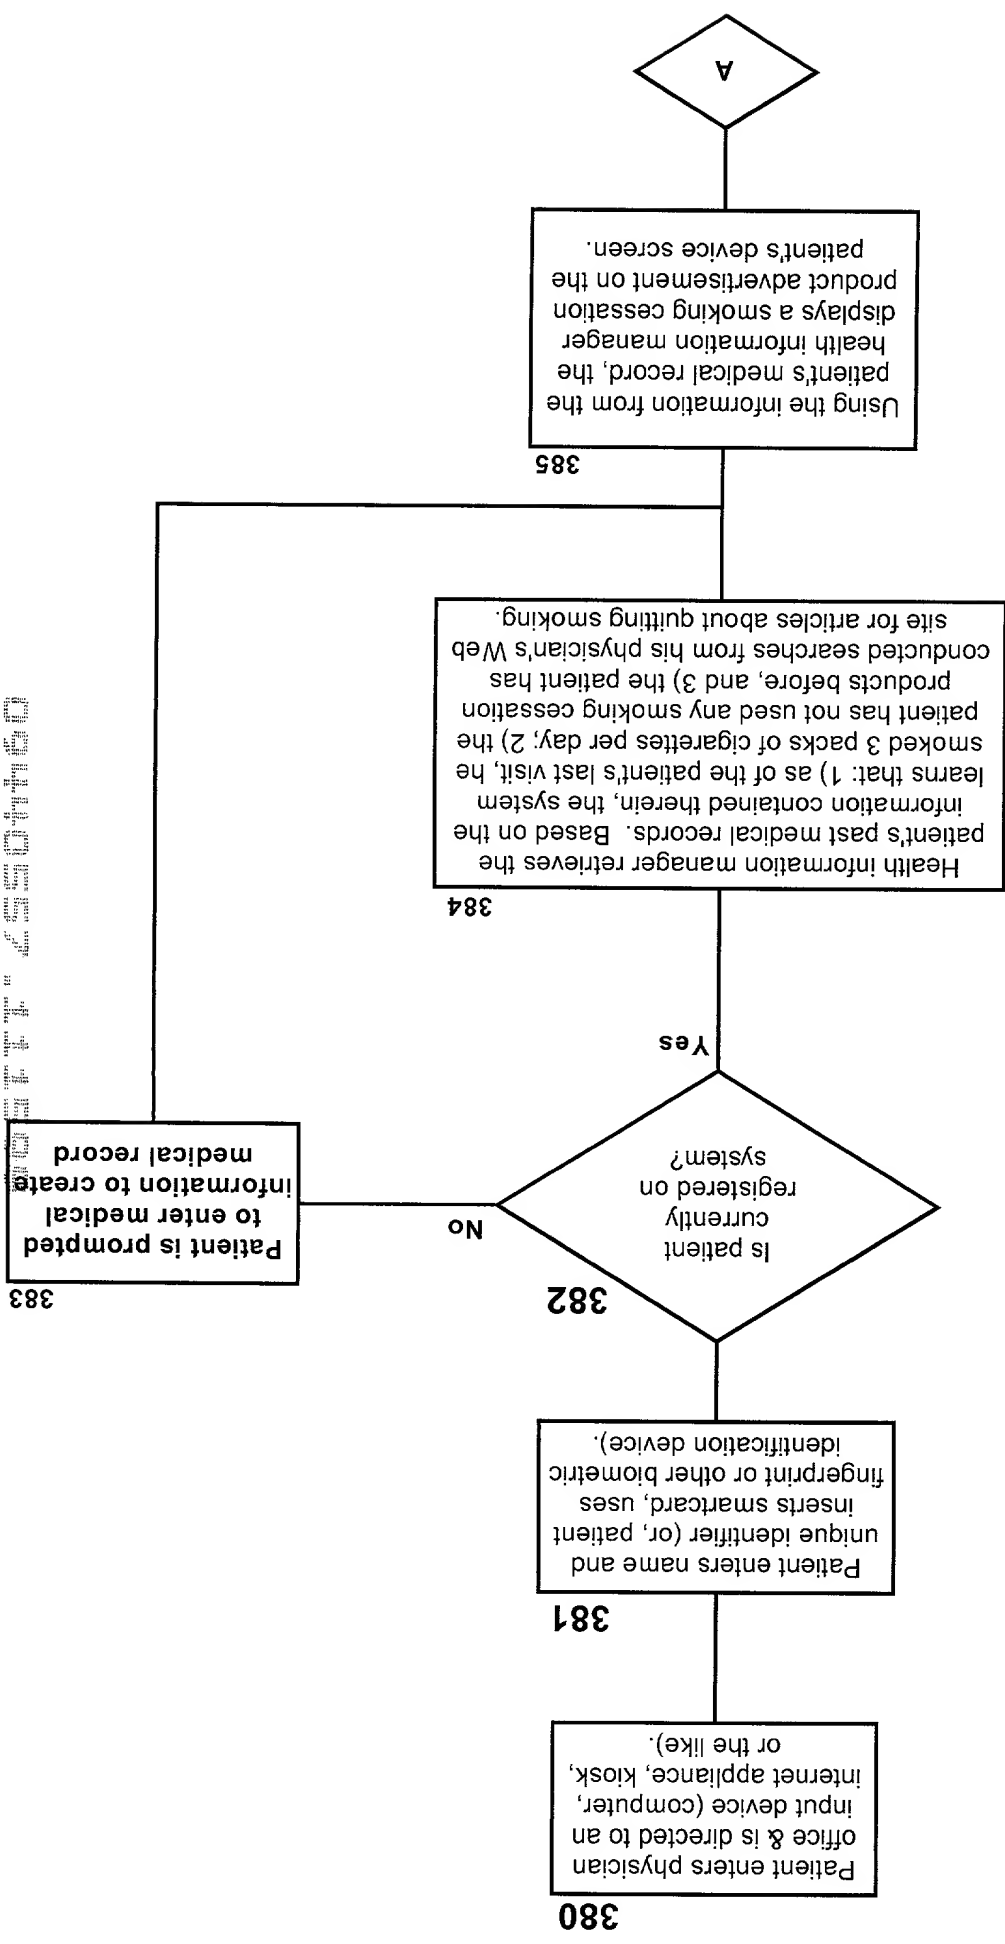 380
Patient enters physician
office & is directed to an
input device (computer,
internet appliance, kiosk,
or the like).
381
Patient enters name and
unique identifier (or, patient
inserts smartcard, uses
fingerprint or other biometric
identification device).
382
Is patient
currently
registered on
system?
No
383
Patient is prompted
to enter medical
information to create
medical record
Yes
384
Health information manager retrieves the
patient's past medical records. Based on the
information contained therein, the system
learns that: 1) as of the patient's last visit, he
smoked 3 packs of cigarettes per day; 2) the
patient has not used any smoking cessation
products before, and 3) the patient has
conducted searches from his physician's Web
site for articles about quitting smoking.
385
Using the information from the
patient's medical record, the
health information manager
displays a smoking cessation
product advertisement on the
patient's device screen.
A